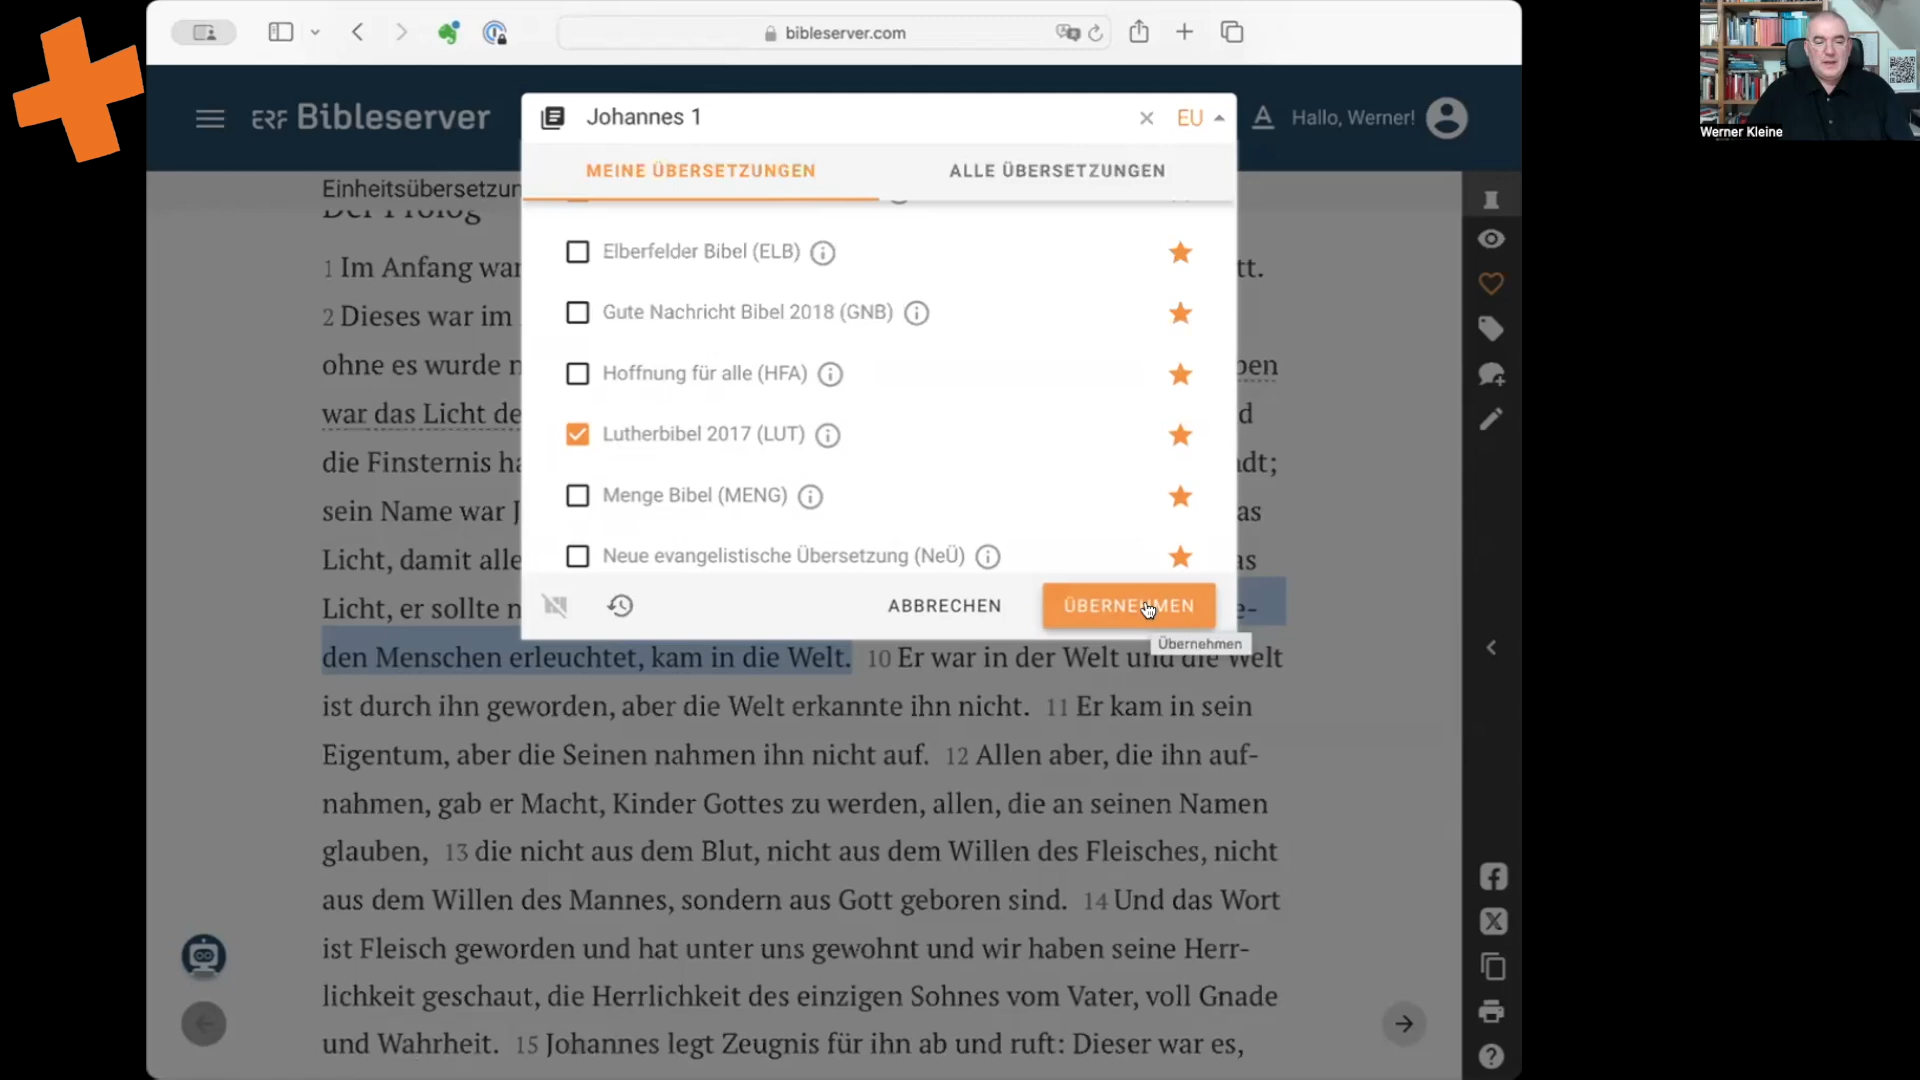 bibleserver.com
ERF Bibleserver
Johannes 1
EU
A
Hallo, Werner!
MEINE ÜBERSETZUNGEN
ALLE ÜBERSETZUNGEN
Elberfelder Bibel (ELB)
Gute Nachricht Bibel 2018 (GNB)
Hoffnung für alle (HFA)
Lutherbibel 2017 (LUT)
Menge Bibel (MENG)
Neue evangelistische Übersetzung (NeÜ)
ABBRECHEN
ÜBERNEHMEN
Übernehmen
Der Prolog
1 Im Anfang war
2 Dieses war im
ohne es wurde
war das Licht
die Finsternis
sein Name war
Licht, damit alle
Licht, er sollte
den Menschen erleuchtet, kam in die Welt. 10 Er war in der Welt und die Welt
ist durch ihn geworden, aber die Welt erkannte ihn nicht. 11 Er kam in sein
Eigentum, aber die Seinen nahmen ihn nicht auf. 12 Allen aber, die ihn auf-
nahmen, gab er Macht, Kinder Gottes zu werden, allen, die an seinen Namen
glauben, 13 die nicht aus dem Blut, nicht aus dem Willen des Fleisches, nicht
aus dem Willen des Mannes, sondern aus Gott geboren sind. 14 Und das Wort
ist Fleisch geworden und hat unter uns gewohnt und wir haben seine Herr-
lichkeit geschaut, die Herrlichkeit des einzigen Sohnes vom Vater, voll Gnade
und Wahrheit. 15 Johannes legt Zeugnis für ihn ab und ruft: Dieser war es,
Werner Kleine